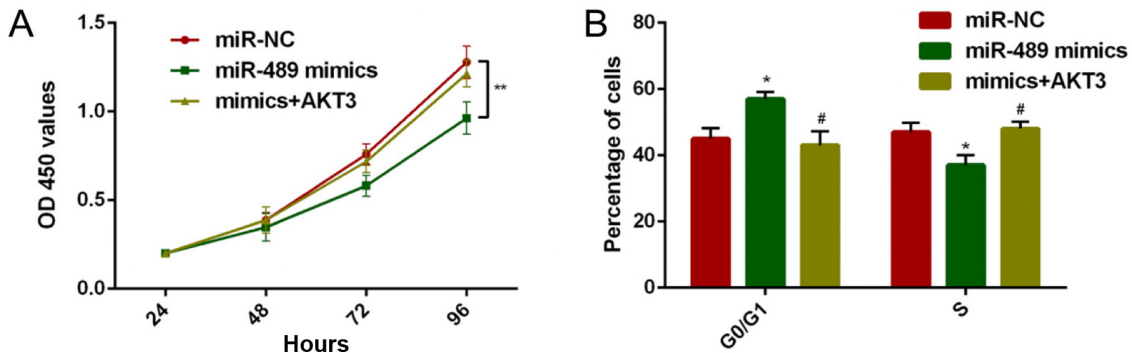 A
OD 450 values
1.5
1.0
0.5
0.0
miR-NC
miR-489 mimics
mimics+AKT3
**
24
48
72
96
Hours
B
Percentage of cells
80
60
40
20
0
miR-NC
miR-489 mimics
mimics+AKT3
*
#
*
#
G0/G1
S